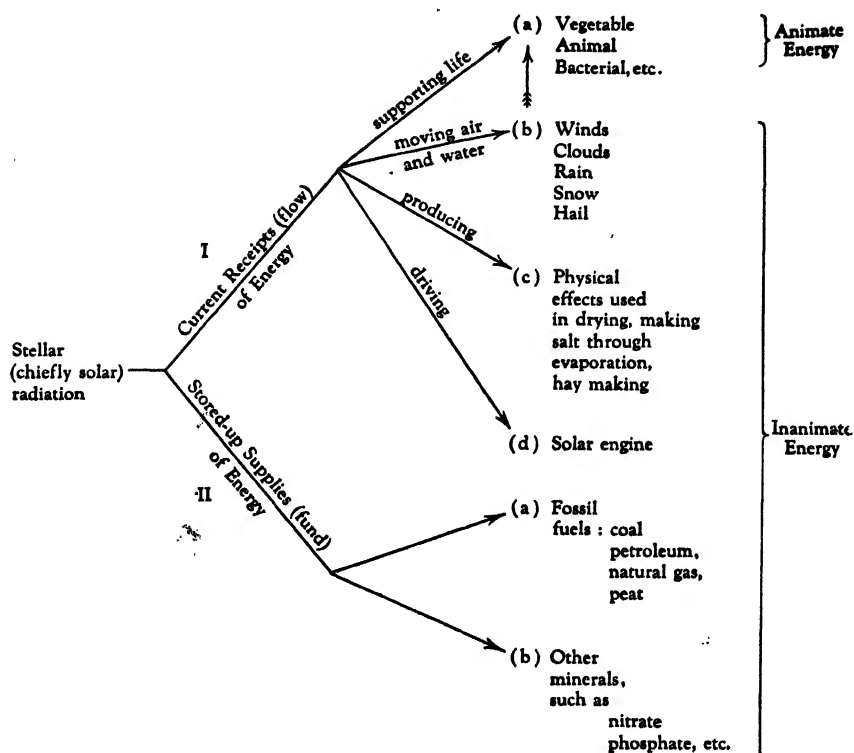 Stellar
(chiefly solar)
radiation
I
Current Receipts (flow)
of Energy
supporting life
(a) Vegetable
Animal
Bacterial, etc.
Animate
Energy
moving air
and water
(b) Winds
Clouds
Rain
Snow
Hail
producing
(c) Physical
effects used
in drying, making
salt through
evaporation,
hay making
driving
(d) Solar engine
II
Stored-up Supplies (fund)
of Energy
(a) Fossil
fuels : coal
petroleum,
natural gas,
peat
(b) Other
minerals,
such as
nitrate
phosphate, etc.
Inanimate
Energy